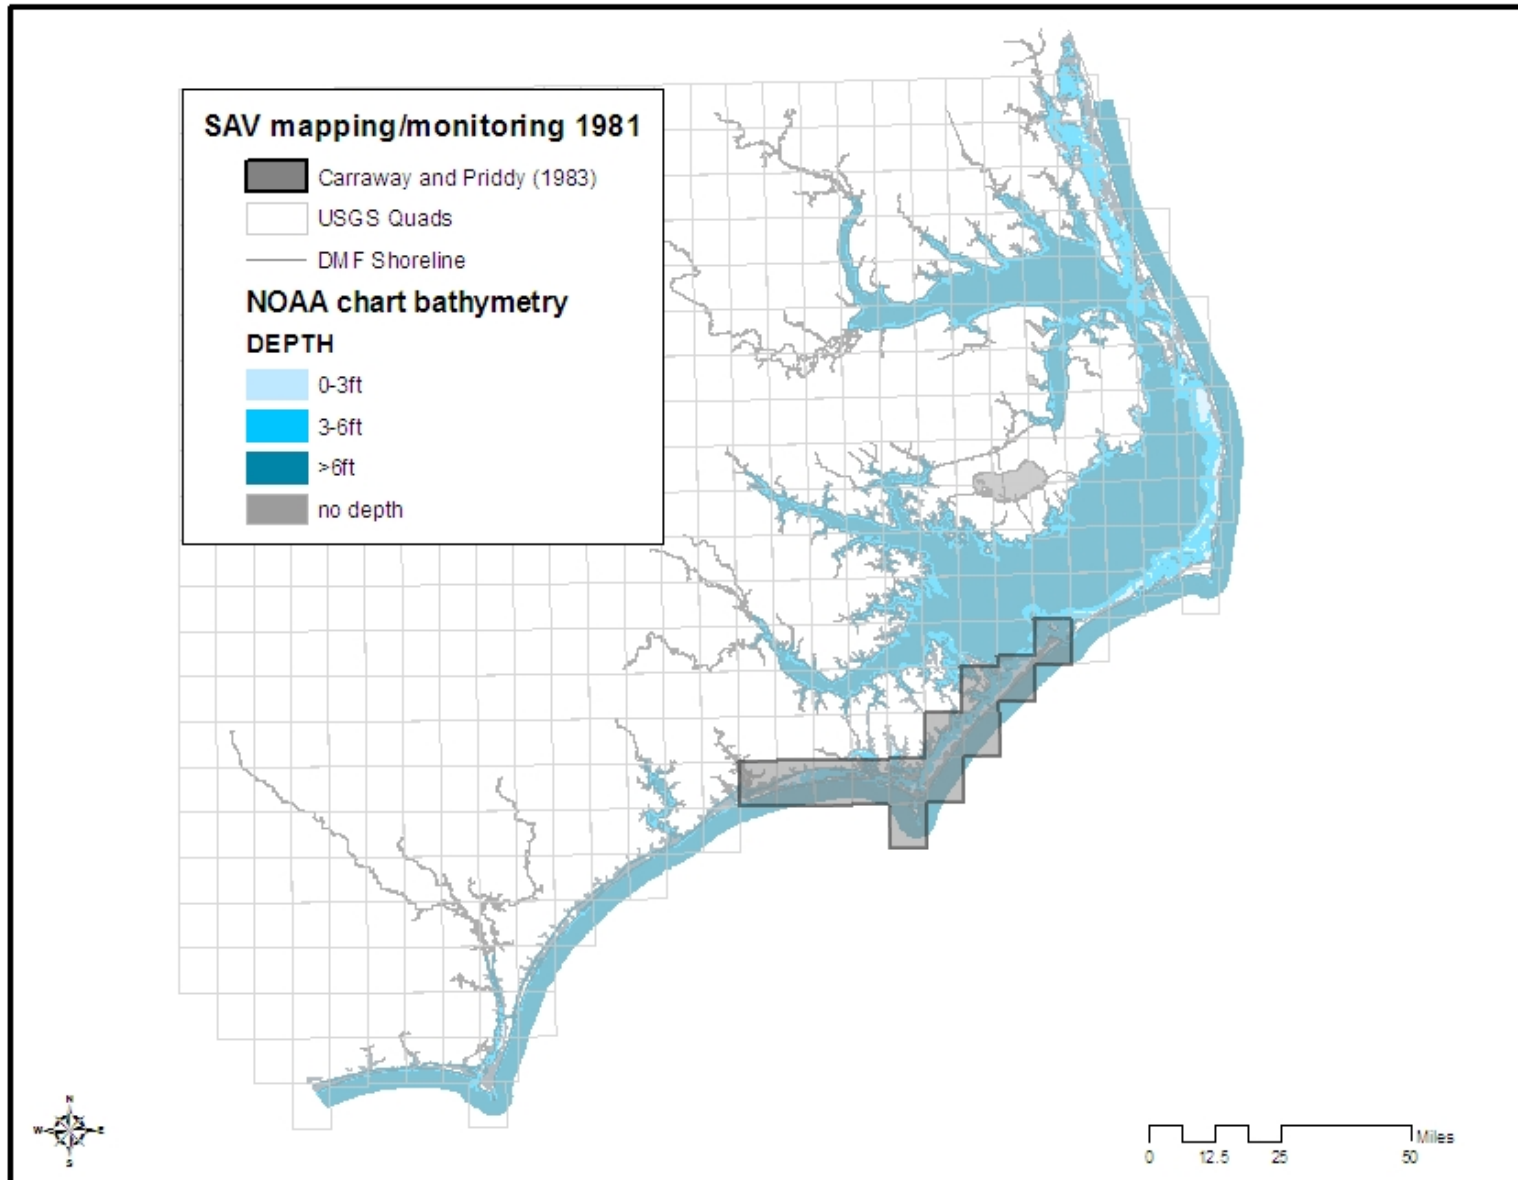 SAV mapping/monitoring 1981
Carraway and Priddy (1983)
USGS Quads
DMF Shoreline
NOAA chart bathymetry
DEPTH
0-3ft
3-6ft
>6ft
no depth
N
W E
S
Miles
0 12.5 25 50